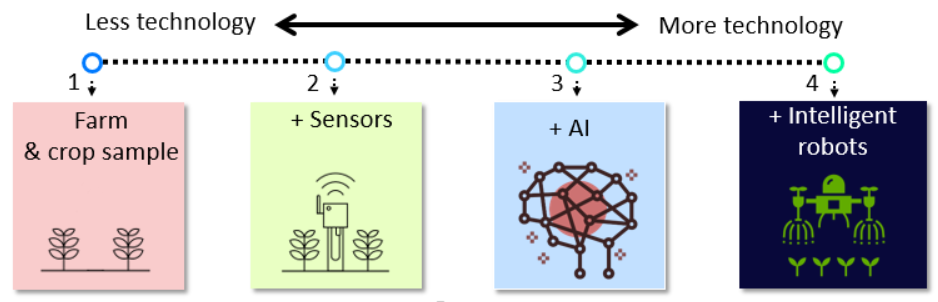 Less technology
More technology
1
2
3
4
Farm
& crop sample
+ Sensors
+ AI
+ Intelligent
robots